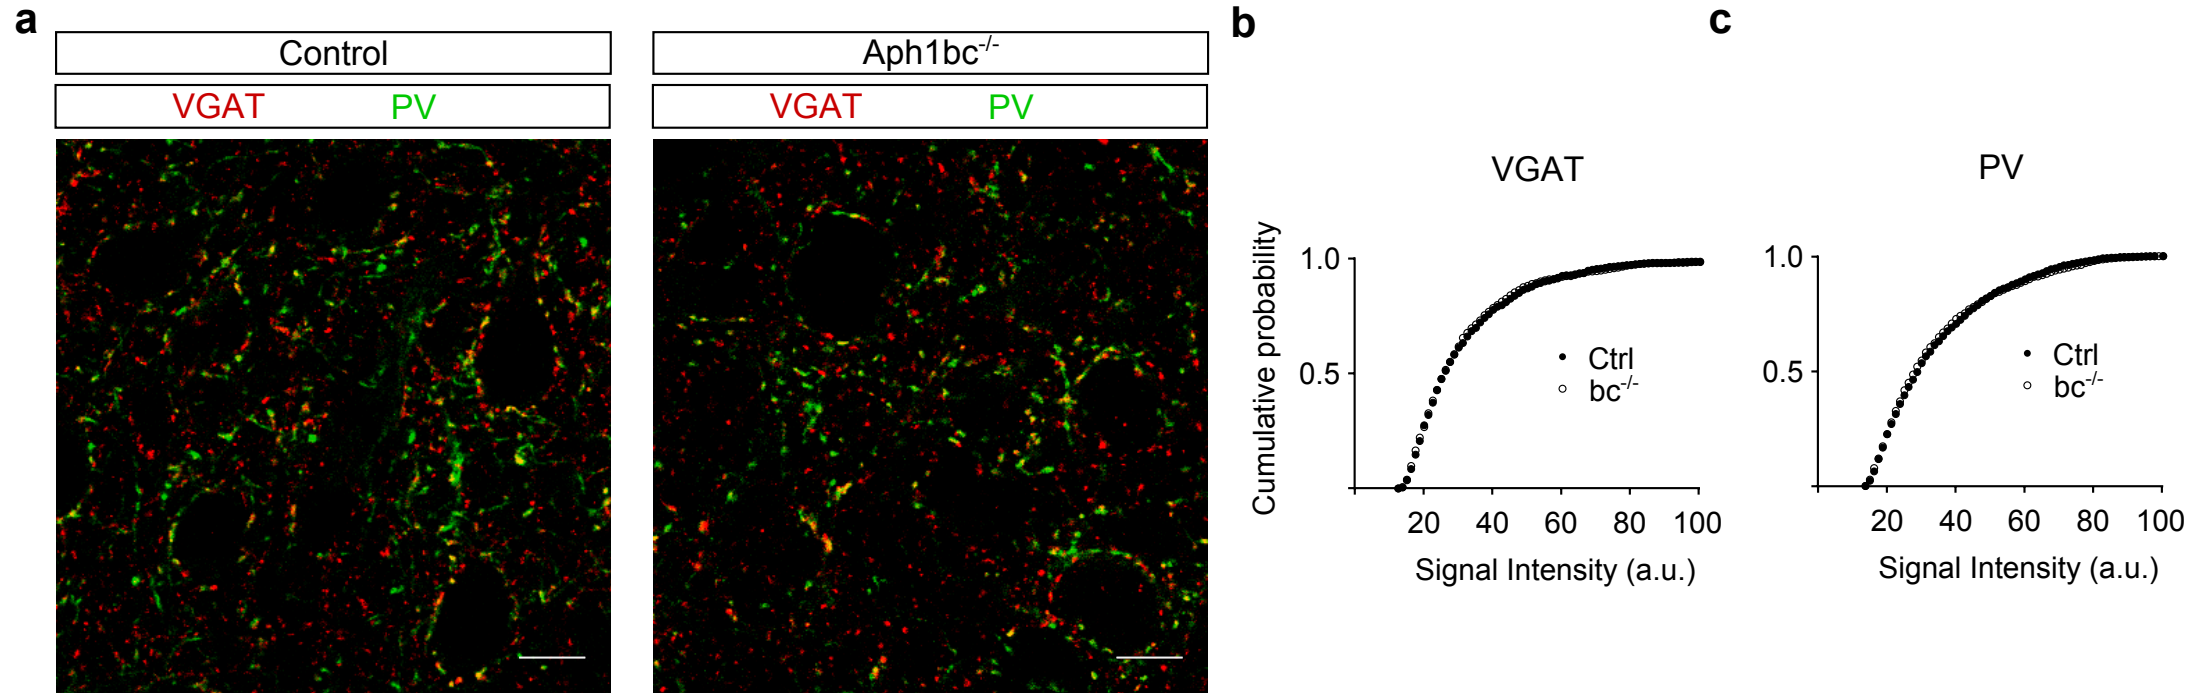 a
Control
VGAT PV
Aph1bc-/-
VGAT PV
b
VGAT
Cumulative probability
1.0
0.5
Ctrl
bc-/-
20 40 60 80 100
Signal Intensity (a.u.)
c
PV
1.0
0.5
Ctrl
bc-/-
20 40 60 80 100
Signal Intensity (a.u.)